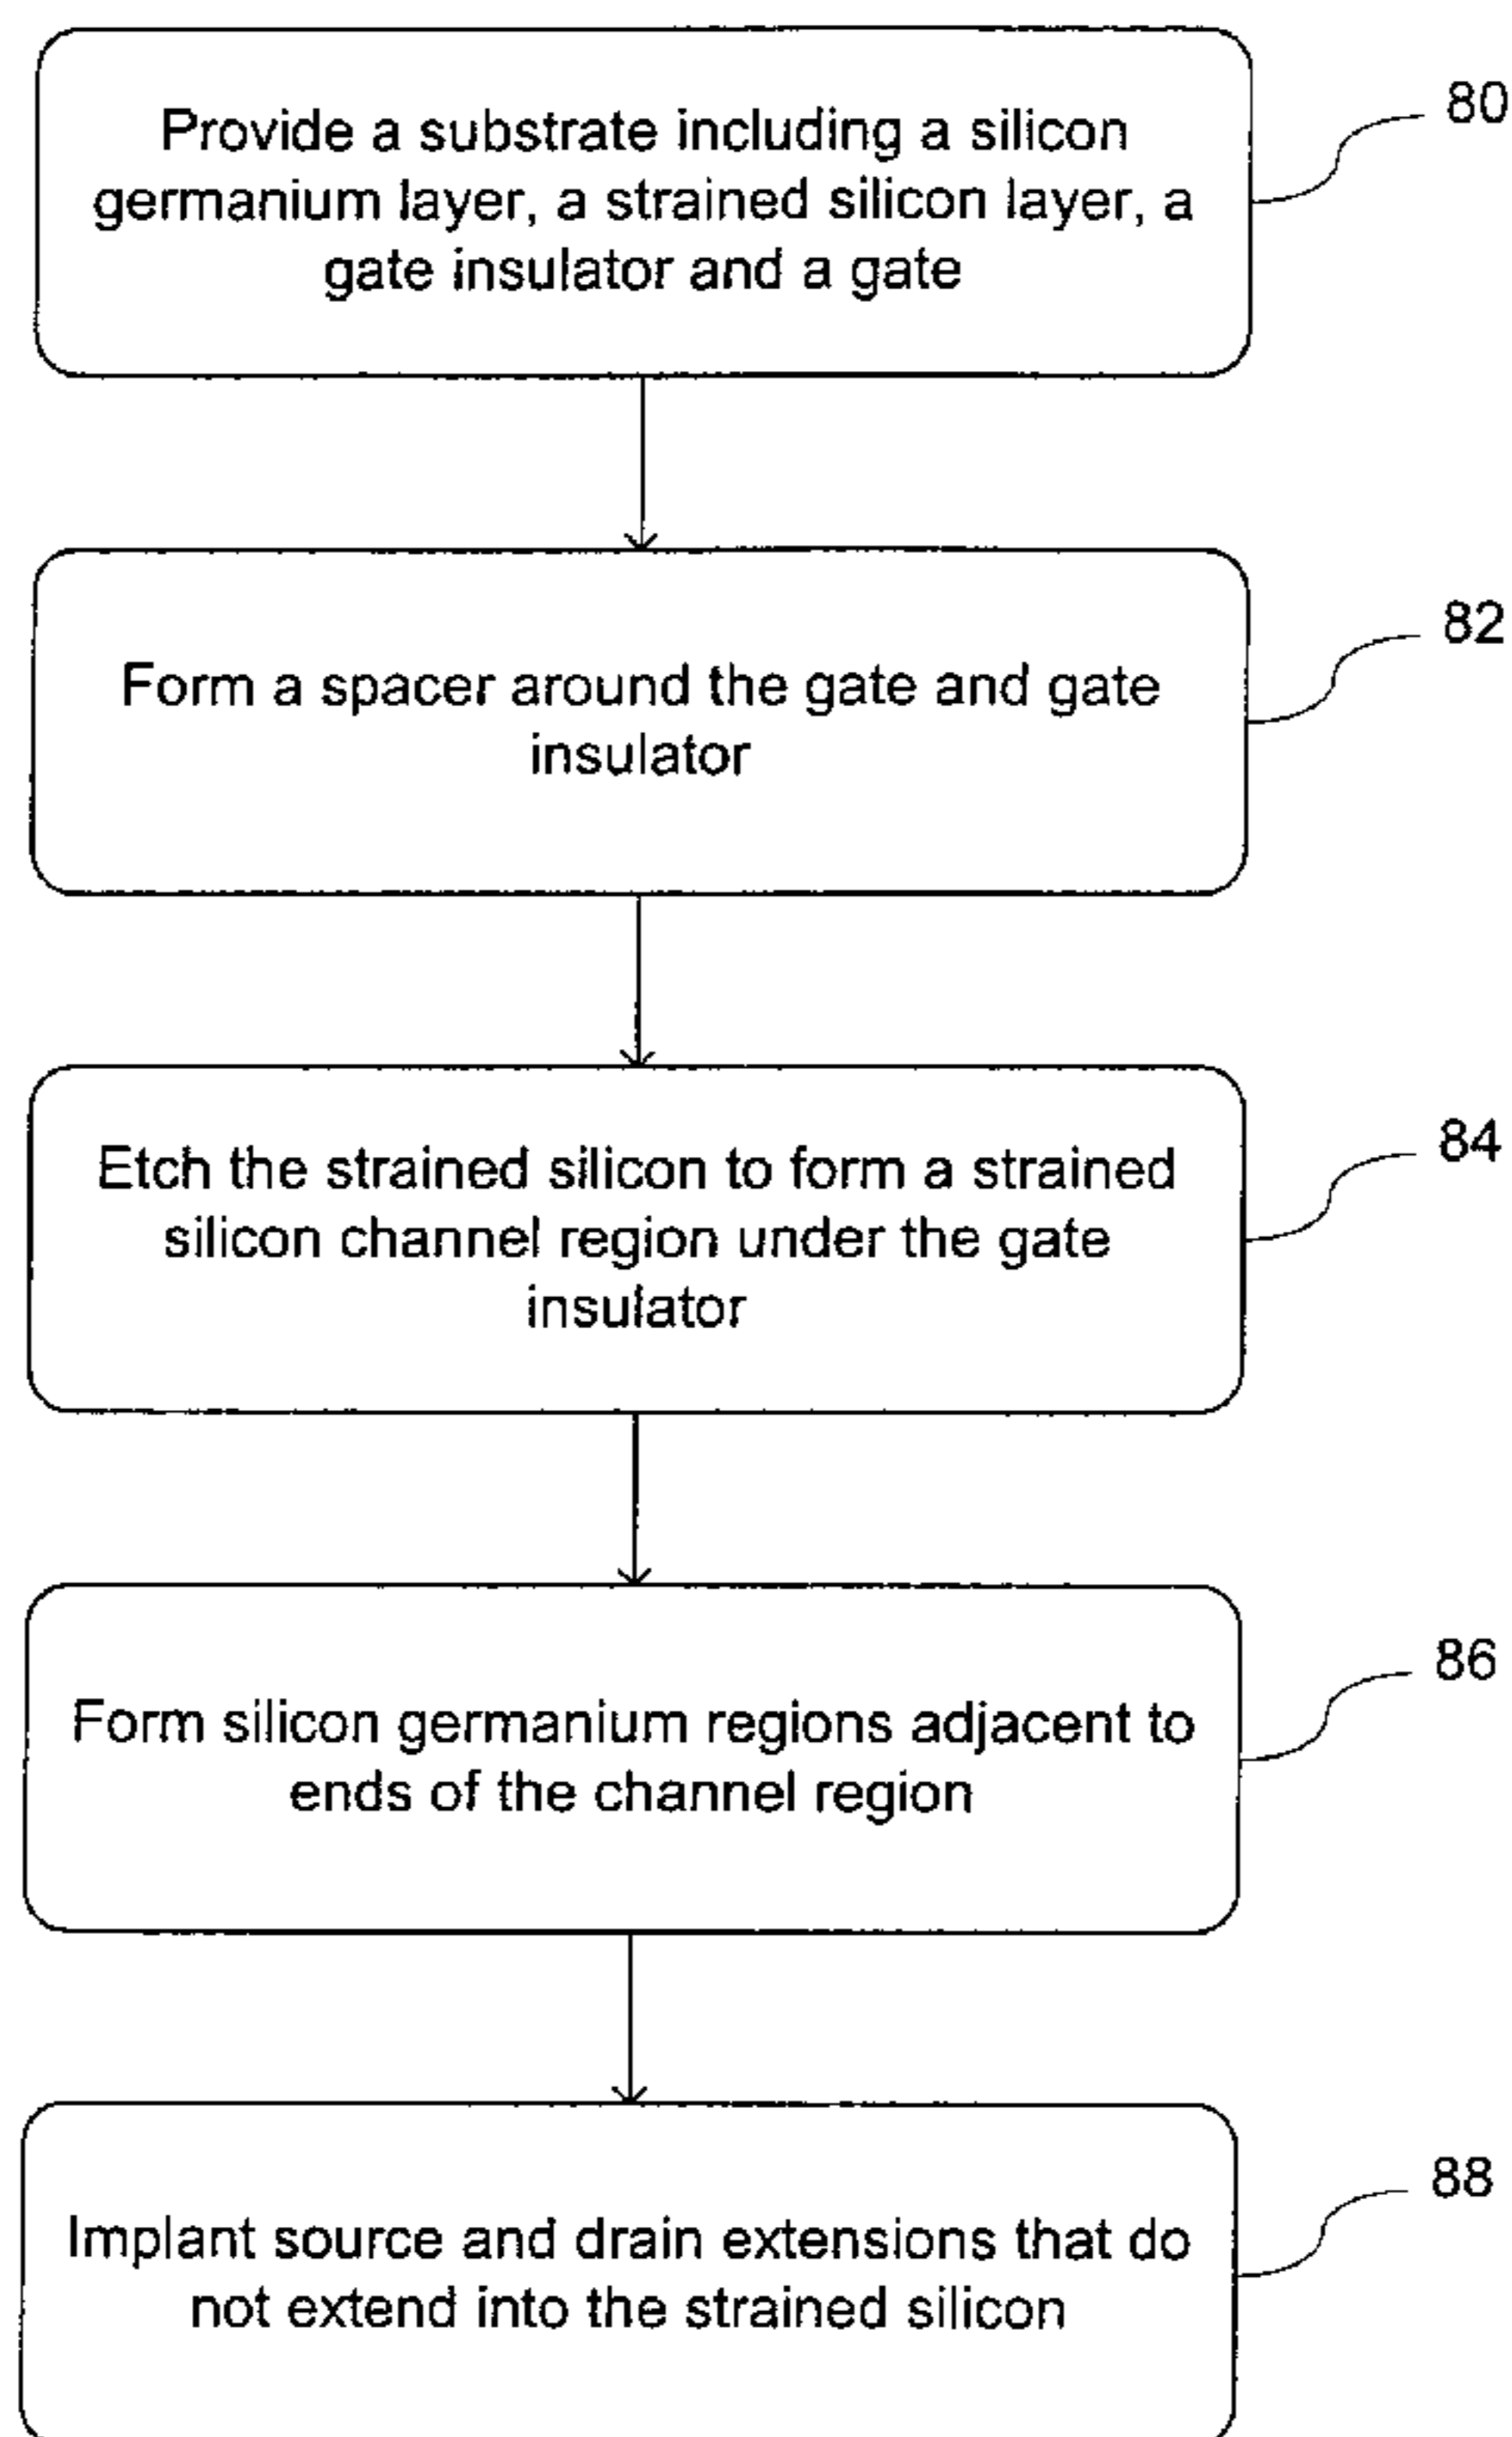 Provide a substrate including a silicon
germanium layer, a strained silicon layer, a
gate insulator and a gate
80
Form a spacer around the gate and gate
insulator
82
Etch the strained silicon to form a strained
silicon channel region under the gate
insulator
84
Form silicon germanium regions adjacent to
ends of the channel region
86
Implant source and drain extensions that do
not extend into the strained silicon
88